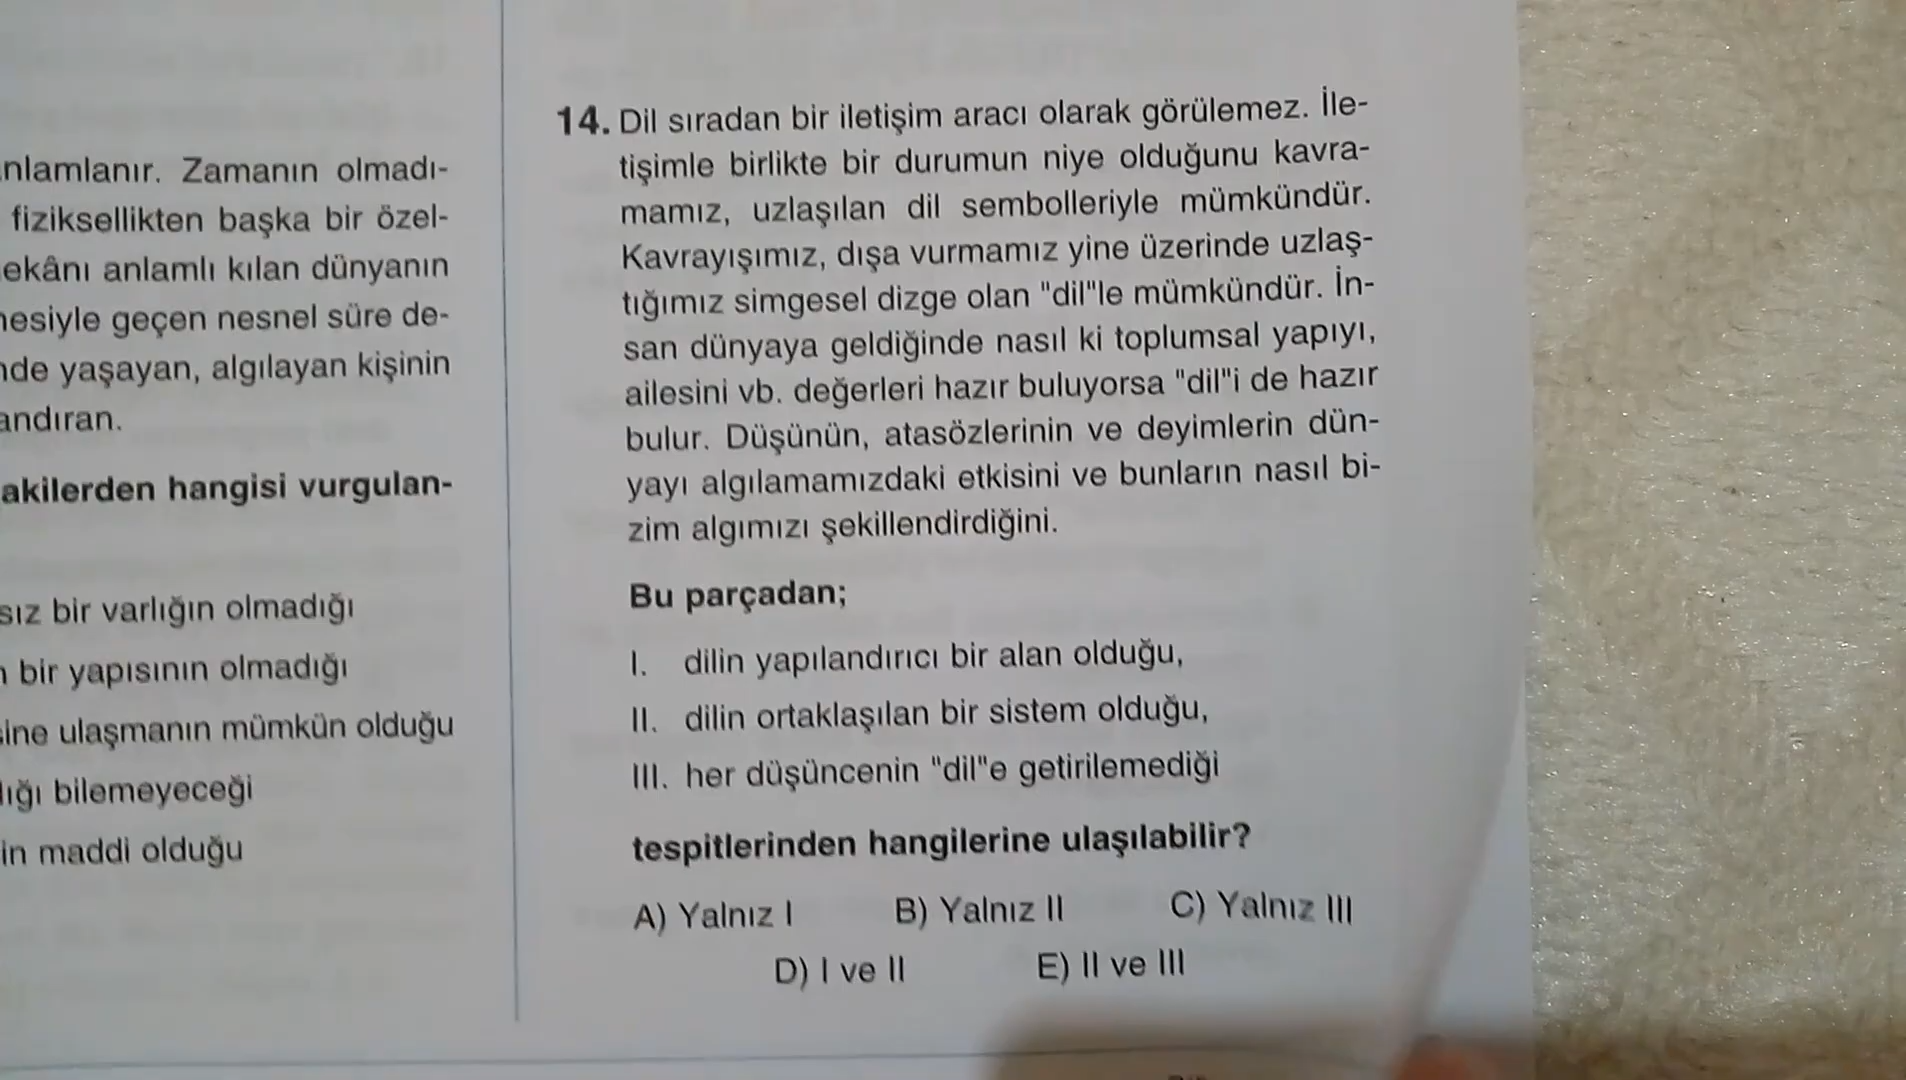 nlamlanır. Zamanın olmadı-
fiziksellikten başka bir özel-
ekânı anlamlı kılan dünyanın
esiyle geçen nesnel süre de-
de yaşayan, algılayan kişinin
andıran.
akilerden hangisi vurgulan-
sız bir varlığın olmadığı
bir yapısının olmadığı
sine ulaşmanın mümkün olduğu
lığı bilemeyeceği
in maddi olduğu
14. Dil sıradan bir iletişim aracı olarak görülemez. İle-
tişimle birlikte bir durumun niye olduğunu kavra-
mamız, uzlaşılan dil sembolleriyle mümkündür.
Kavrayışımız, dışa vurmamız yine üzerinde uzlaş-
tığımız simgesel dizge olan "dil"le mümkündür. İn-
san dünyaya geldiğinde nasıl ki toplumsal yapıyı,
ailesini vb. değerleri hazır buluyorsa "dil"i de hazır
bulur. Düşünün, atasözlerinin ve deyimlerin dün-
yayı algılamamızdaki etkisini ve bunların nasıl bi-
zim algımızı şekillendirdiğini.
Bu parçadan;
I. dilin yapılandırıcı bir alan olduğu,
II. dilin ortaklaşılan bir sistem olduğu,
III. her düşüncenin "dil"e getirilemediği
tespitlerinden hangilerine ulaşılabilir?
A) Yalnız I B) Yalnız II C) Yalnız III
D) I ve II E) II ve III